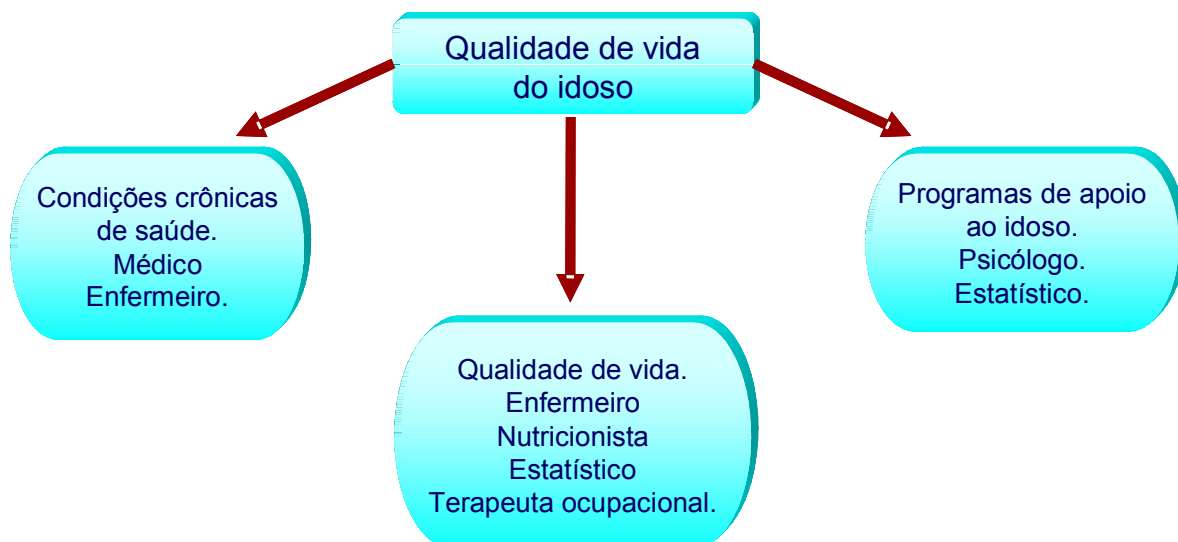 Qualidade de vida
do idoso
Condições crônicas
de saúde.
Médico
Enfermeiro.
Qualidade de vida.
Enfermeiro
Nutricionista
Estatístico
Terapeuta ocupacional.
Programas de apoio
ao idoso.
Psicólogo.
Estatístico.